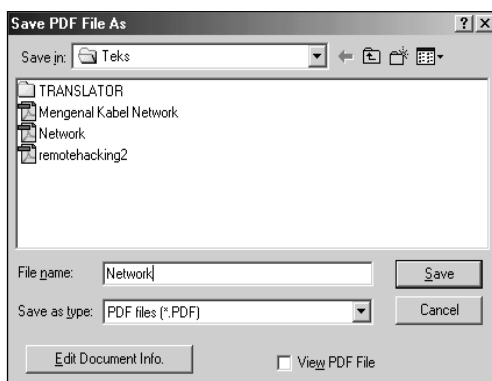 Save PDF File As
Save in: Teks
TRANSLATOR
Mengenal Kabel Network
Network
remotehacking2
File name: Network Save
Save as type: PDF files (*.PDF) Cancel
Edit Document Info. View PDF File